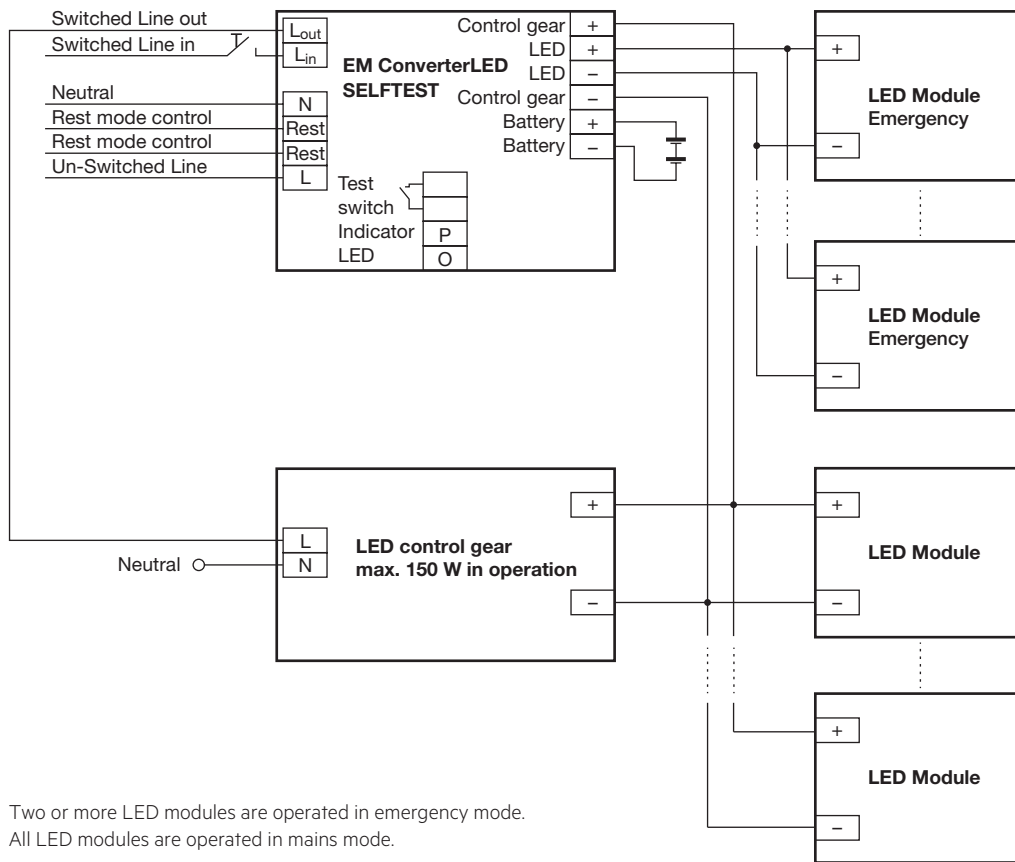 Switched Line out
Switched Line in
Neutral
Rest mode control
Rest mode control
Un-Switched Line
Lout
Lin
N
Rest
Rest
L
EM ConverterLED
SELFTEST
Test
switch
Indicator
LED
P
O
Control gear +
LED +
LED –
Control gear –
Battery +
Battery –
+
LED Module
Emergency
–
+
LED Module
Emergency
–
Neutral
L
N
LED control gear
max. 150 W in operation
+
–
+
LED Module
–
+
LED Module
–
Two or more LED modules are operated in emergency mode.
All LED modules are operated in mains mode.